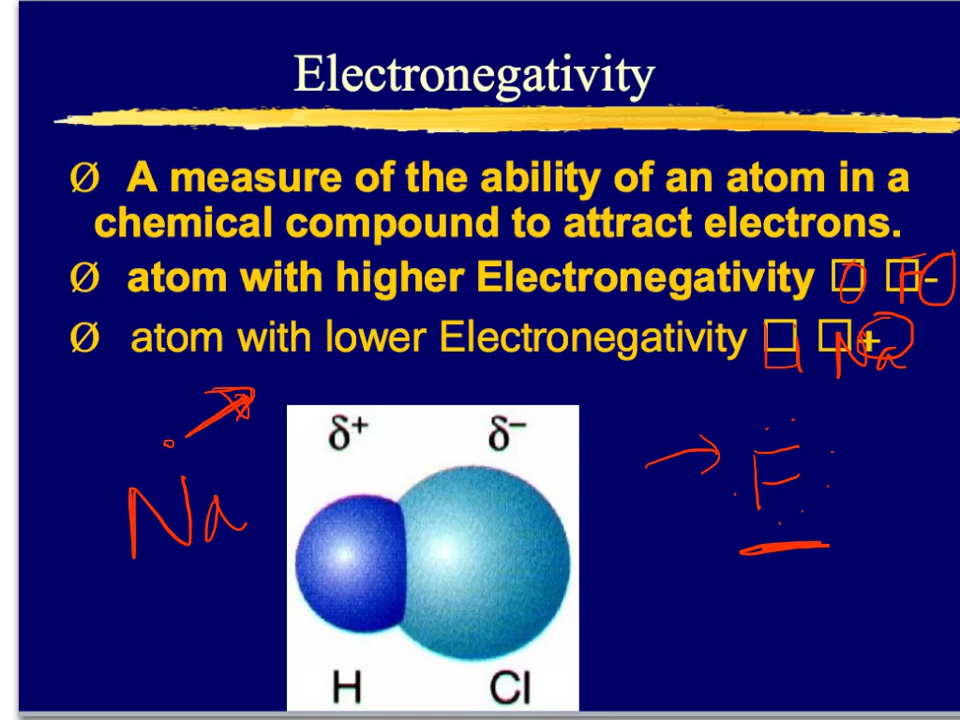 Electronegativity
Ø A measure of the ability of an atom in a
chemical compound to attract electrons.
Ø atom with higher Electronegativity □ □- O F
Ø atom with lower Electronegativity □ □+ Na
δ+ δ−
Na F
H Cl